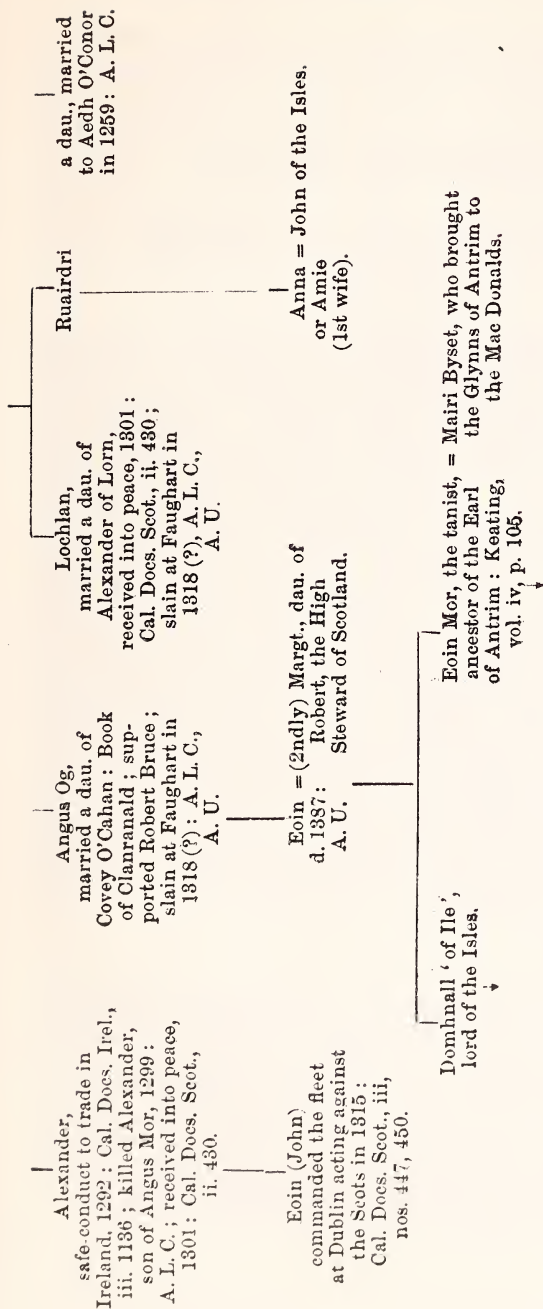 Alexander,
safe-conduct to trade in
Ireland, 1292 : Cal. Docs. Irel.,
iii. 1136 ; killed Alexander,
son of Angus Mor, 1299 :
A. L. C. ; received into peace,
1301 : Cal. Docs. Scot.,
ii. 430.
Angus Og,
married a dau. of
Covey O'Cahan : Book
of Clanranald ; sup-
ported Robert Bruce ;
slain at Faughart in
1318 (?) : A. L. C.,
A. U.
Lochlan,
married a dau. of
Alexander of Lorn,
received into peace, 1301 :
Cal. Docs. Scot., ii. 430 ;
slain at Faughart in
1318 (?), A. L. C.,
A. U.
Ruairdri
a dau., married
to Aedh O'Conor
in 1259 : A. L. C.
Eoin (John)
commanded the fleet
at Dublin acting against
the Scots in 1315 :
Cal. Docs. Scot., iii,
nos. 447, 450.
Eoin = (2ndly) Margt., dau. of
d. 1387 : Robert, the High
A. U. Steward of Scotland.
Anna = John of the Isles.
or Amie
(1st wife)
Domhnall ‘ of Ile ’,
lord of the Isles.
Eoin Mor, the tanist, = Mairi Byset, who brought
ancestor of the Earl the Glynns of Antrim to
of Antrim : Keating, the Mac Donalds.
vol. iv, p. 105.